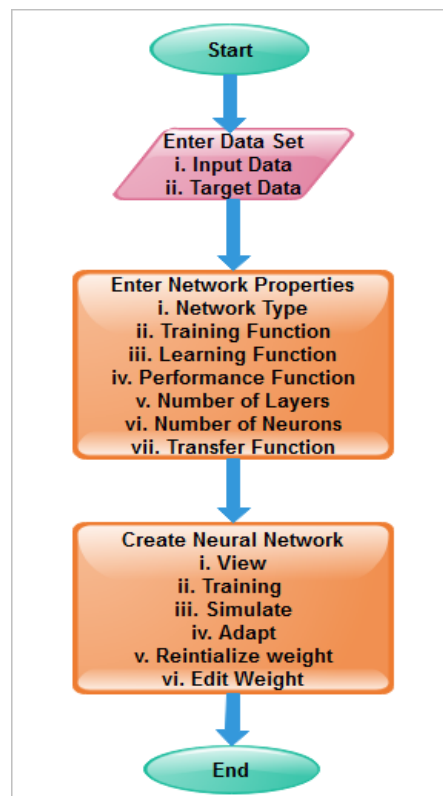 Start
Enter Data Set
i. Input Data
ii. Target Data
Enter Network Properties
i. Network Type
ii. Training Function
iii. Learning Function
iv. Performance Function
v. Number of Layers
vi. Number of Neurons
vii. Transfer Function
Create Neural Network
i. View
ii. Training
iii. Simulate
iv. Adapt
v. Reintialize weight
vi. Edit Weight
End